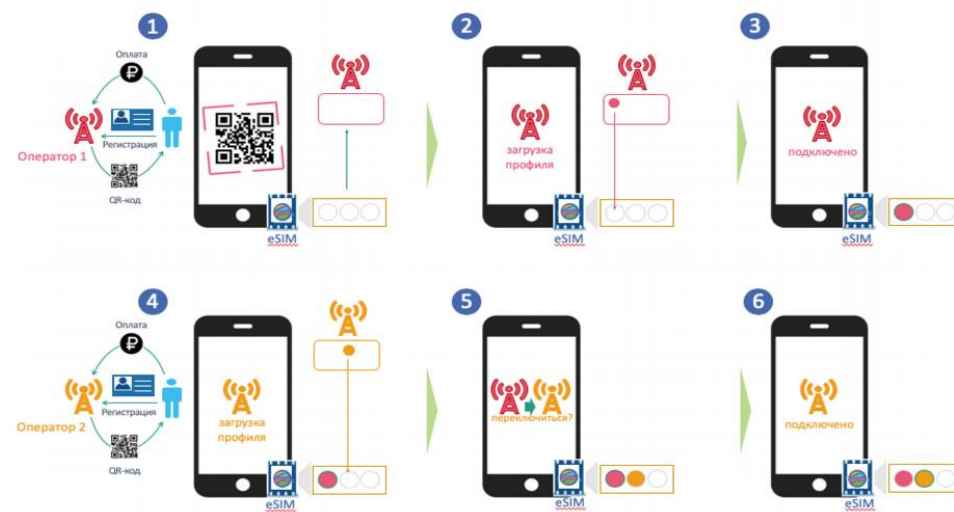 1
Оплата
₽
Оператор 1
Регистрация
QR-код
eSIM
2
загрузка
профиля
eSIM
3
подключено
eSIM
4
Оплата
₽
Оператор 2
Регистрация
QR-код
загрузка
профиля
eSIM
5
переключиться?
eSIM
6
подключено
eSIM